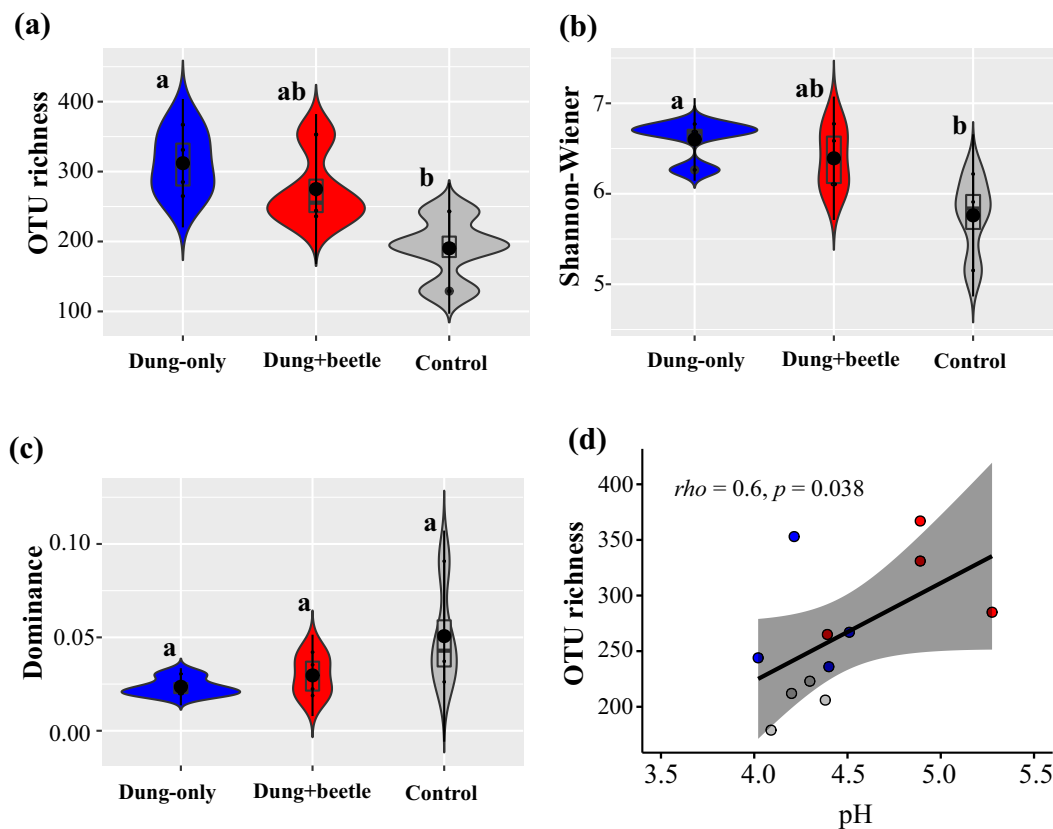 (a)
OTU richness
400
300
200
100
a
ab
b
Dung-only
Dung+beetle
Control
(b)
Shannon-Wiener
7
6
5
a
ab
b
Dung-only
Dung+beetle
Control
(c)
Dominance
0.10
0.05
0.00
a
a
a
Dung-only
Dung+beetle
Control
(d)
OTU richness
400
350
300
250
200
rho = 0.6, p = 0.038
3.5
4.0
4.5
5.0
5.5
pH